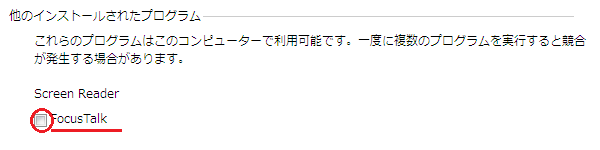 他のインストールされたプログラム
これらのプログラムはこのコンピューターで利用可能です。一度に複数のプログラムを実行すると競合
が発生する場合があります。
Screen Reader
FocusTalk